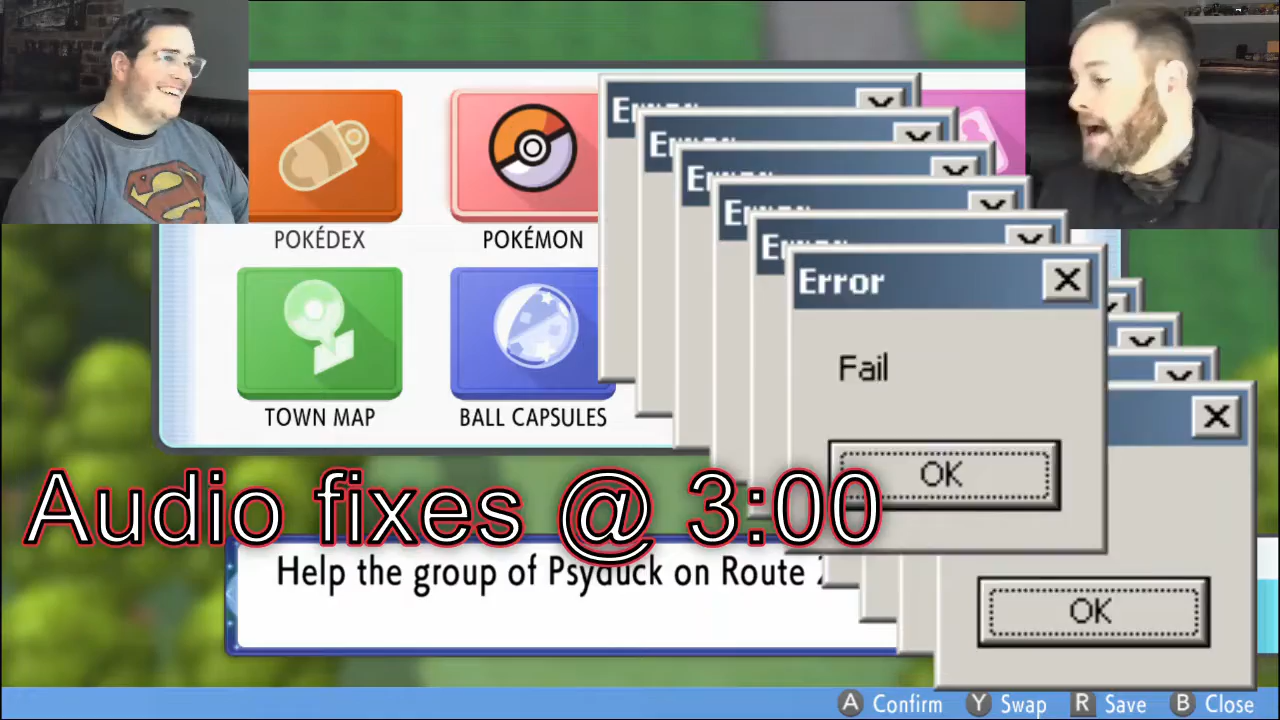 POKÉDEX
POKÉMON
TOWN MAP
BALL CAPSULES
Error
Fail
OK
OK
Audio fixes @ 3:00
Help the group of Psyduck on Route
A Confirm Y Swap R Save B Close